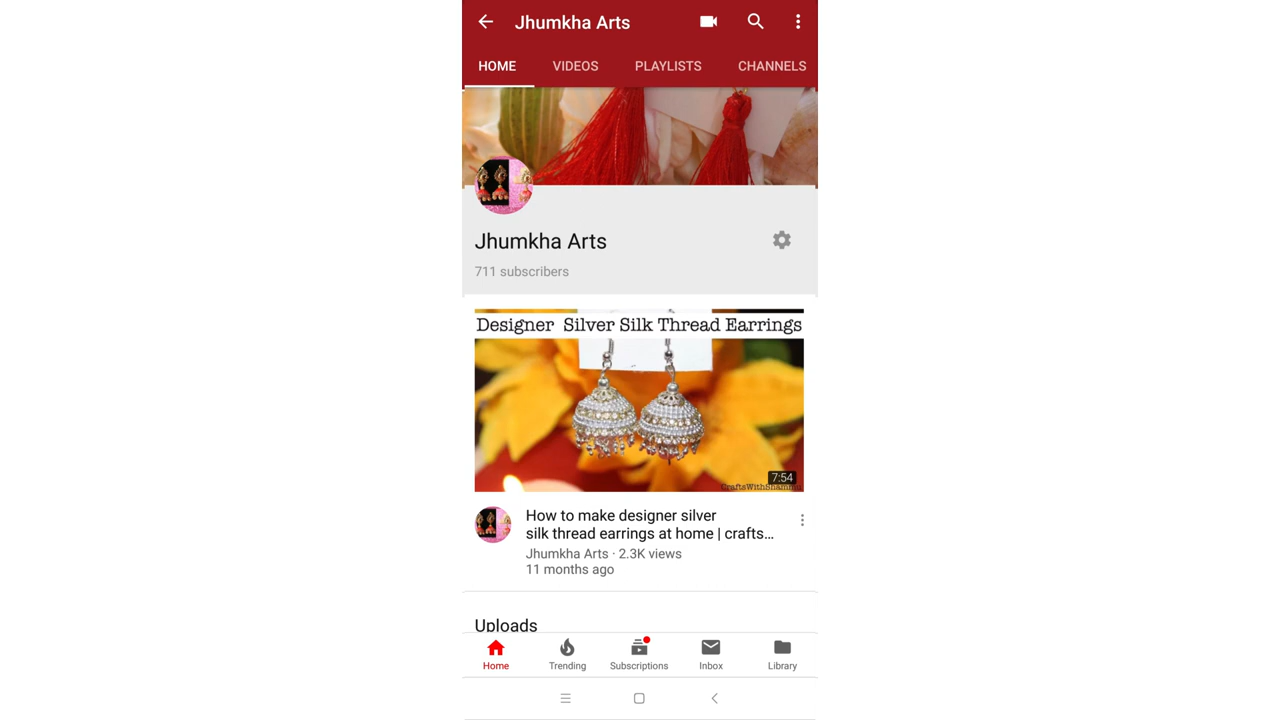 Jhumkha Arts
HOME VIDEOS PLAYLISTS CHANNELS
Jhumkha Arts
711 subscribers
Designer Silver Silk Thread Earrings
7:54
CraftsWithShamma
How to make designer silver
silk thread earrings at home | crafts...
Jhumkha Arts · 2.3K views
11 months ago
Uploads
Home Trending Subscriptions Inbox Library